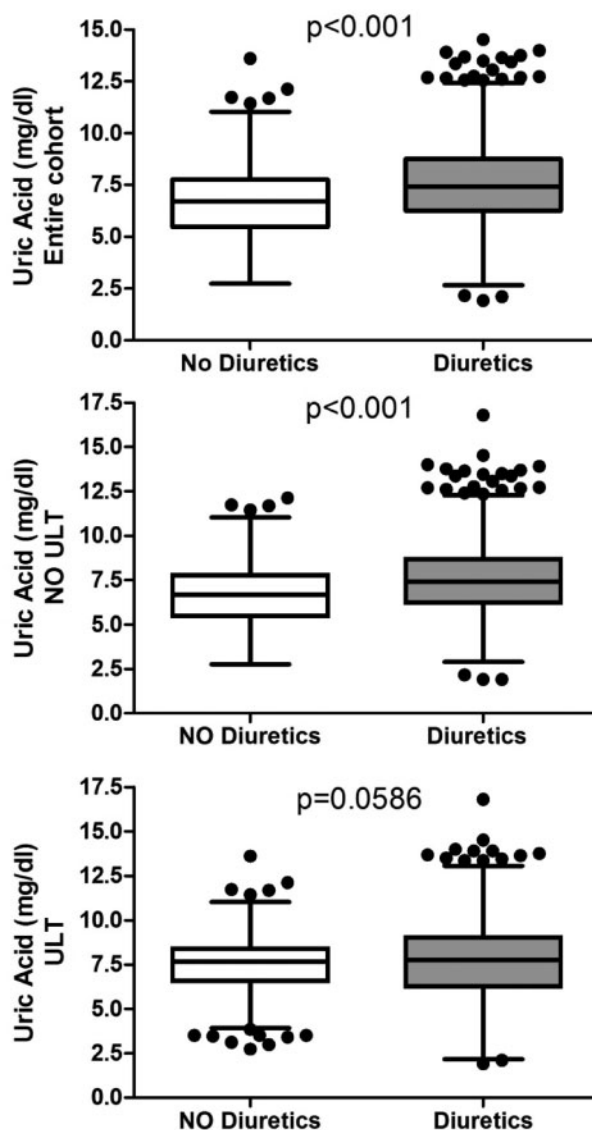 p<0.001
15.0
12.5
10.0
7.5
5.0
2.5
0.0
Uric Acid (mg/dl)
Entire cohort
No Diuretics Diuretics
p<0.001
17.5
15.0
12.5
10.0
7.5
5.0
2.5
0.0
Uric Acid (mg/dl)
NO ULT
NO Diuretics Diuretics
p=0.0586
17.5
15.0
12.5
10.0
7.5
5.0
2.5
0.0
Uric Acid (mg/dl)
ULT
NO Diuretics Diuretics